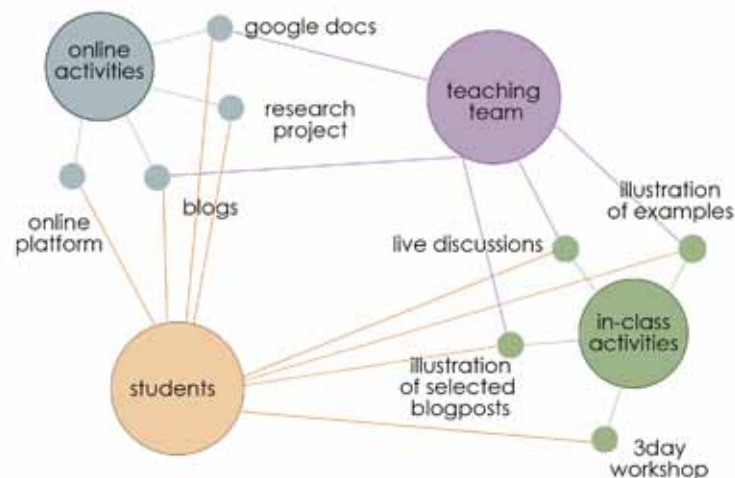 google docs
online
activities
teaching
team
research
project
illustration
of examples
blogs
online
platform
live discussions
in-class
activities
students
illustration
of selected
blogposts
3day
workshop